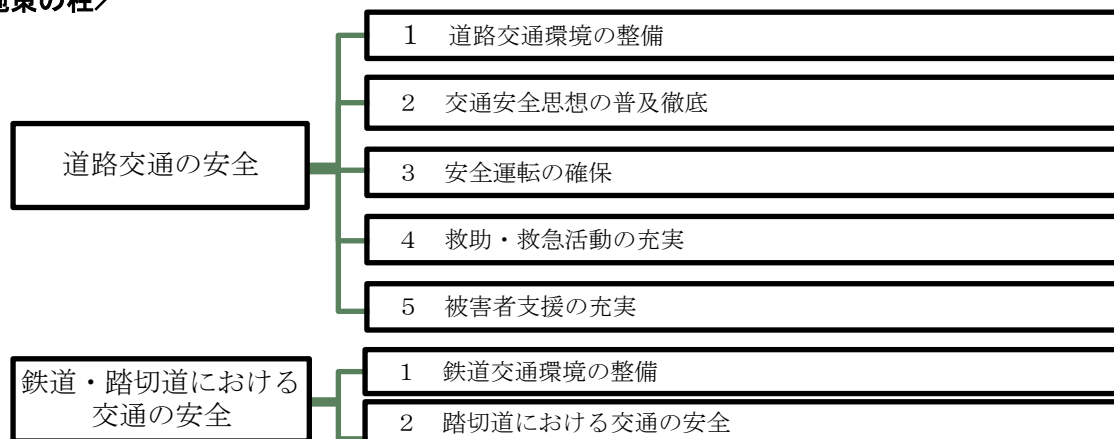 施策の柱＞
道路交通の安全
１　道路交通環境の整備
２　交通安全思想の普及徹底
３　安全運転の確保
４　救助・救急活動の充実
５　被害者支援の充実
鉄道・踏切道における
交通の安全
１　鉄道交通環境の整備
２　踏切道における交通の安全